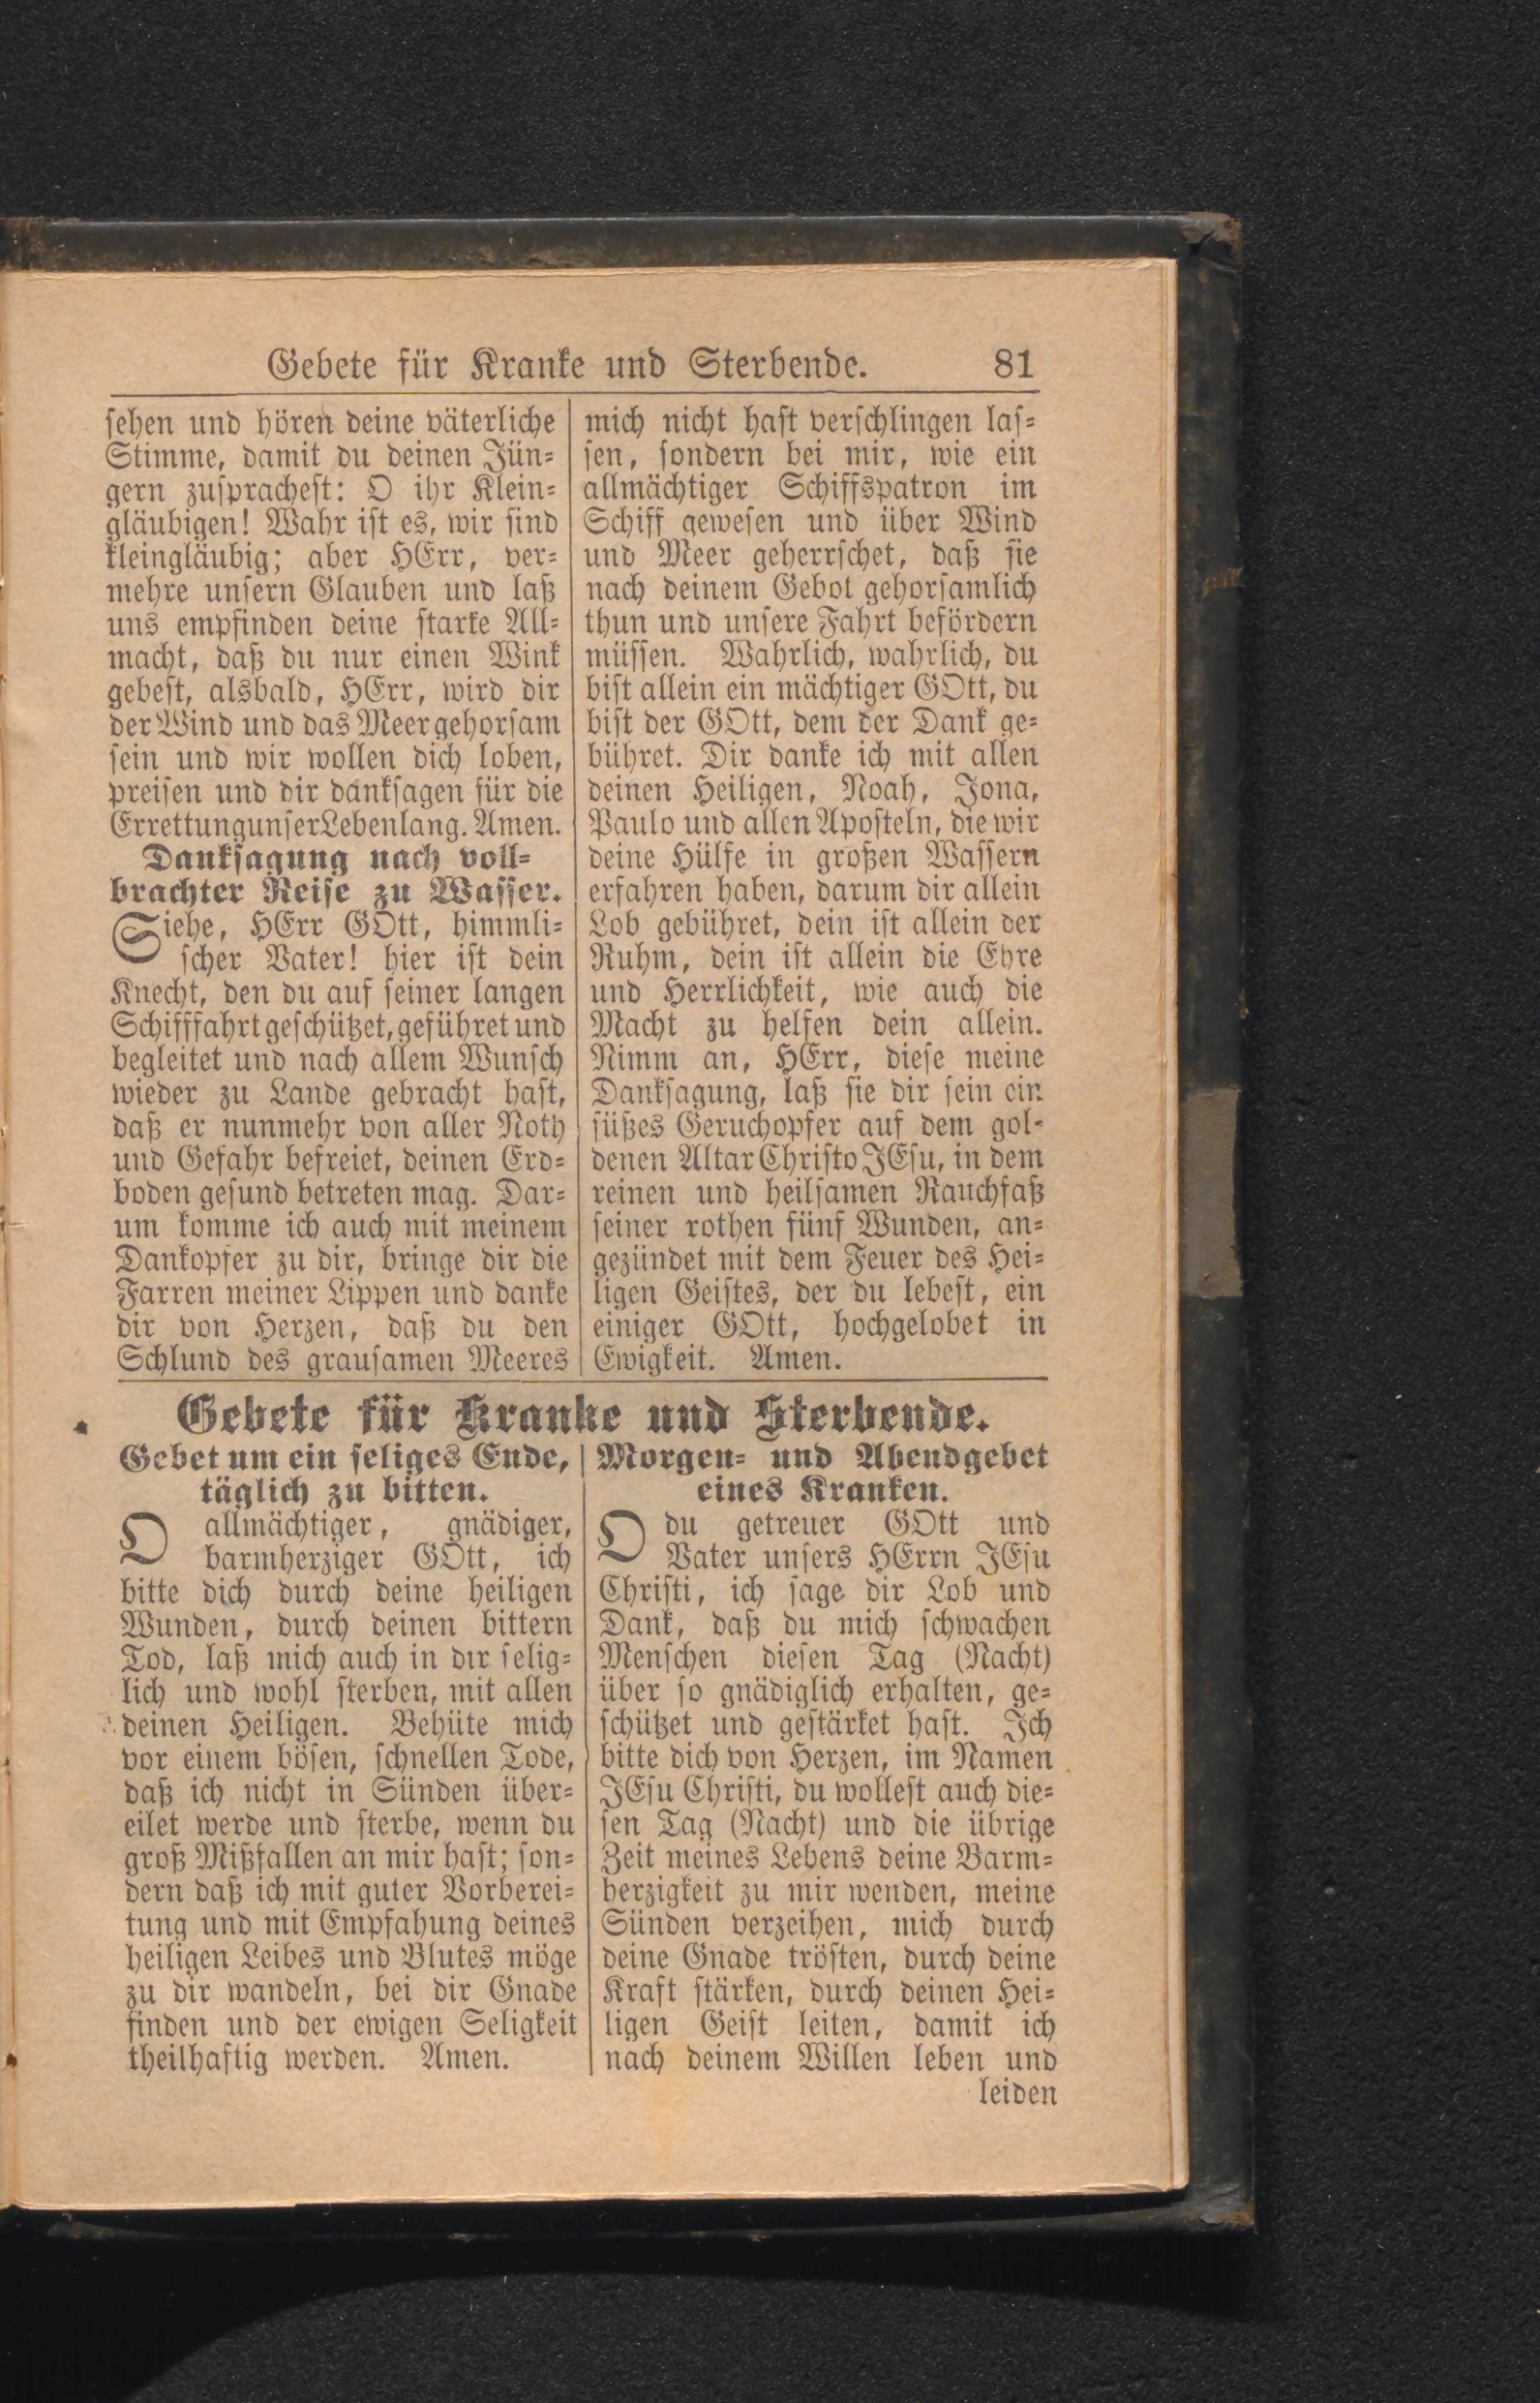 Gebete für Kranke und Sterbende. 81
sehen und hören deine väterliche
Stimme, damit du deinen Jün-
gern zusprachest: O ihr Klein-
gläubigen! Wahr ist es, wir sind
kleingläubig; aber HErr, ver-
mehre unsern Glauben und laß
uns empfinden deine starke All-
macht, daß du nur einen Wink
gebest, alsbald, HErr, wird dir
der Wind und das Meer gehorsam
sein und wir wollen dich loben,
preisen und dir danksagen für die
Errettung unser Lebenlang. Amen.
Danksagung nach voll-
brachter Reise zu Wasser.
Siehe, HErr GOtt, himmli-
scher Vater! hier ist dein
Knecht, den du auf seiner langen
Schifffahrt geschützet, geführet und
begleitet und nach allem Wunsch
wieder zu Lande gebracht hast,
daß er nunmehr von aller Noth
und Gefahr befreiet, deinen Erd-
boden gesund betreten mag. Dar-
um komme ich auch mit meinem
Dankopfer zu dir, bringe dir die
Farren meiner Lippen und danke
dir von Herzen, daß du den
Schlund des grausamen Meeres
mich nicht hast verschlingen las-
sen, sondern bei mir, wie ein
allmächtiger Schiffspatron im
Schiff gewesen und über Wind
und Meer geherrschet, daß sie
nach deinem Gebot gehorsamlich
thun und unsere Fahrt befördern
müssen. Wahrlich, wahrlich, du
bist allein ein mächtiger GOtt, du
bist der GOtt, dem der Dank ge-
bühret. Dir danke ich mit allen
deinen Heiligen, Noah, Jona,
Paulo und allen Aposteln, die wir
deine Hülfe in großen Wassern
erfahren haben, darum dir allein
Lob gebühret, dein ist allein der
Ruhm, dein ist allein die Ehre
und Herrlichkeit, wie auch die
Macht zu helfen dein allein.
Nimm an, HErr, diese meine
Danksagung, laß sie dir sein ein
süßes Geruchopfer auf dem gol-
denen Altar Christo JEsu, in dem
reinen und heilsamen Rauchfaß
seiner rothen fünf Wunden, an-
gezündet mit dem Feuer des Hei-
ligen Geistes, der du lebest, ein
einiger GOtt, hochgelobet in
Ewigkeit. Amen.
Gebete für Kranke und Sterbende.
Gebet um ein seliges Ende,
täglich zu bitten.
O allmächtiger, gnädiger,
barmherziger GOtt, ich
bitte dich durch deine heiligen
Wunden, durch deinen bittern
Tod, laß mich auch in dir selig-
lich und wohl sterben, mit allen
deinen Heiligen. Behüte mich
vor einem bösen, schnellen Tode,
daß ich nicht in Sünden über-
eilet werde und sterbe, wenn du
groß Mißfallen an mir hast; son-
dern daß ich mit guter Vorberei-
tung und mit Empfahung deines
heiligen Leibes und Blutes möge
zu dir wandeln, bei dir Gnade
finden und der ewigen Seligkeit
theilhaftig werden. Amen.
Morgen- und Abendgebet
eines Kranken.
O du getreuer GOtt und
Vater unsers HErrn JEsu
Christi, ich sage dir Lob und
Dank, daß du mich schwachen
Menschen diesen Tag (Nacht)
über so gnädiglich erhalten, ge-
schützet und gestärket hast. Ich
bitte dich von Herzen, im Namen
JEsu Christi, du wollest auch die-
sen Tag (Nacht) und die übrige
Zeit meines Lebens deine Barm-
herzigkeit zu mir wenden, meine
Sünden verzeihen, mich durch
deine Gnade trösten, durch deine
Kraft stärken, durch deinen Hei-
ligen Geist leiten, damit ich
nach deinem Willen leben und
leiden